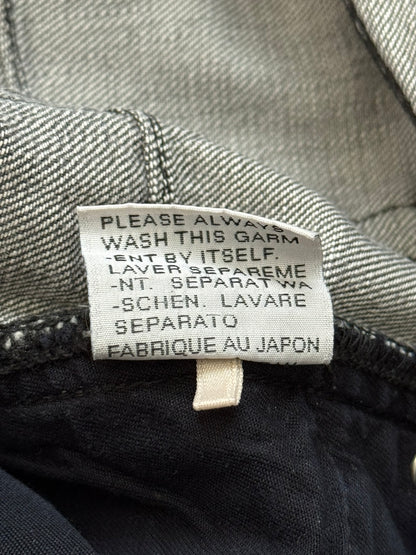 PLEASE ALWAYS
WASH THIS GARM
-ENT BY ITSELF.
LAVER SEPAREME
-NT. SEPARAT WA
-SCHEN. LAVARE
SEPARATO
FABRIQUE AU JAPON